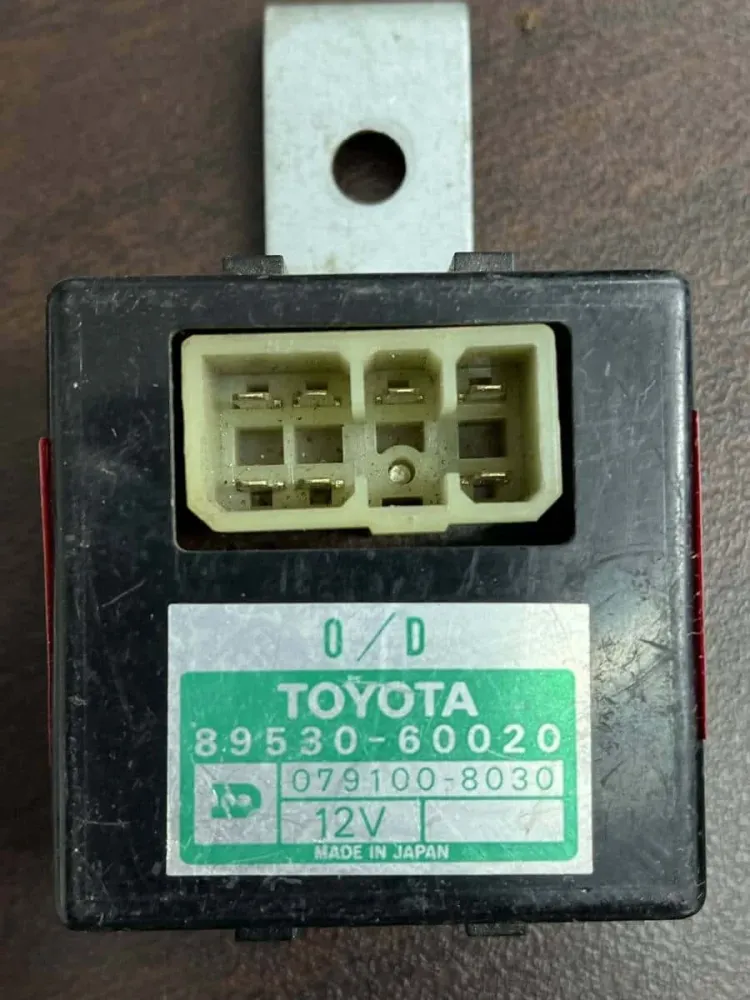 O/D
TOYOTA
89530-60020
079100-8030
12V
MADE IN JAPAN